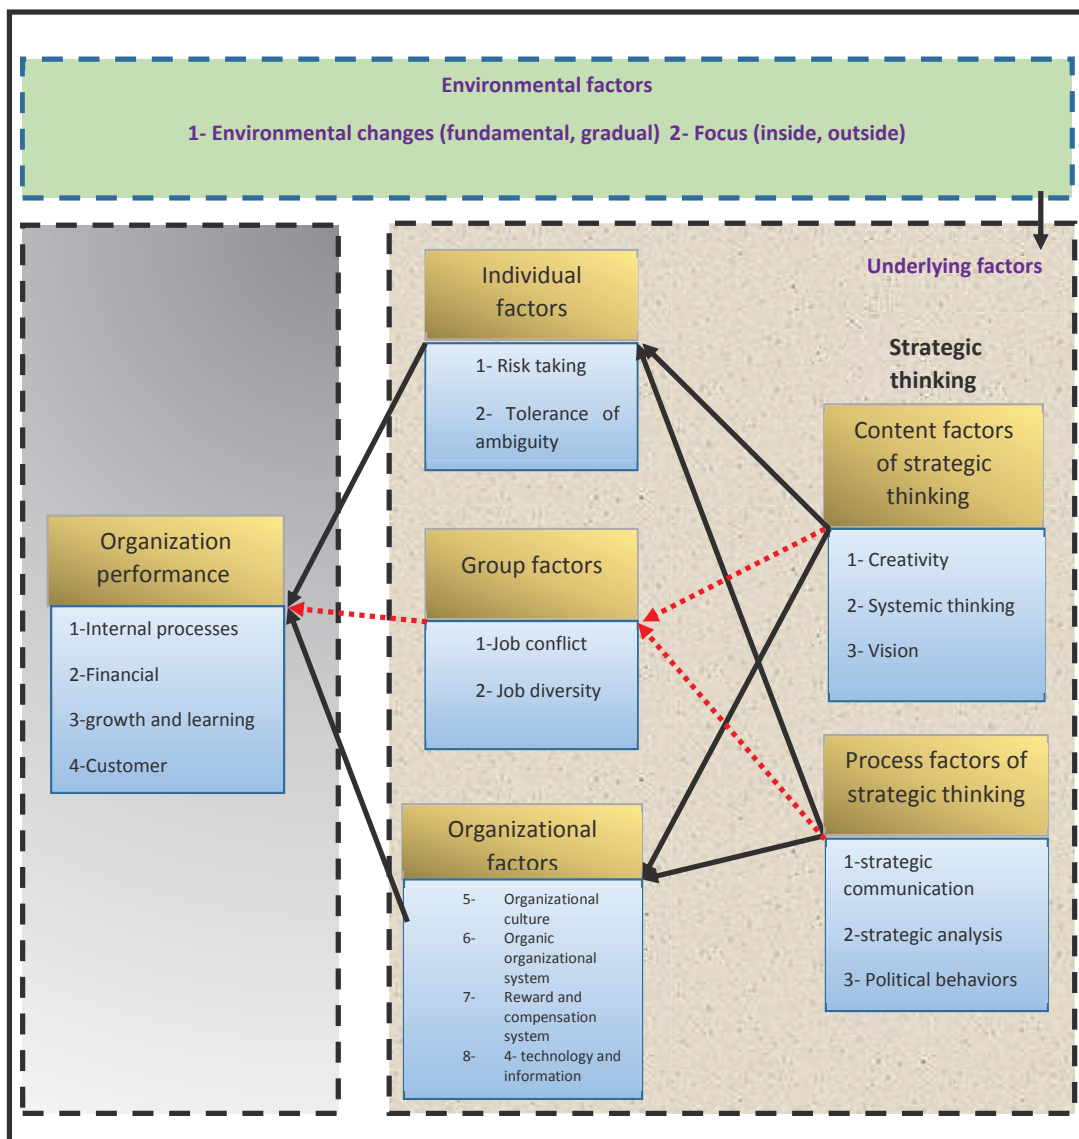 Environmental factors
1- Environmental changes (fundamental, gradual) 2- Focus (inside, outside)
Underlying factors
Strategic
thinking
Individual
factors
1- Risk taking
2- Tolerance of
ambiguity
Content factors
of strategic
thinking
1- Creativity
2- Systemic thinking
3- Vision
Organization
performance
1-Internal processes
2-Financial
3-growth and learning
4-Customer
Group factors
1-Job conflict
2- Job diversity
Process factors of
strategic thinking
1-strategic
communication
2-strategic analysis
3- Political behaviors
Organizational
factors
5- Organizational
culture
6- Organic
organizational
system
7- Reward and
compensation
system
8- 4- technology and
information